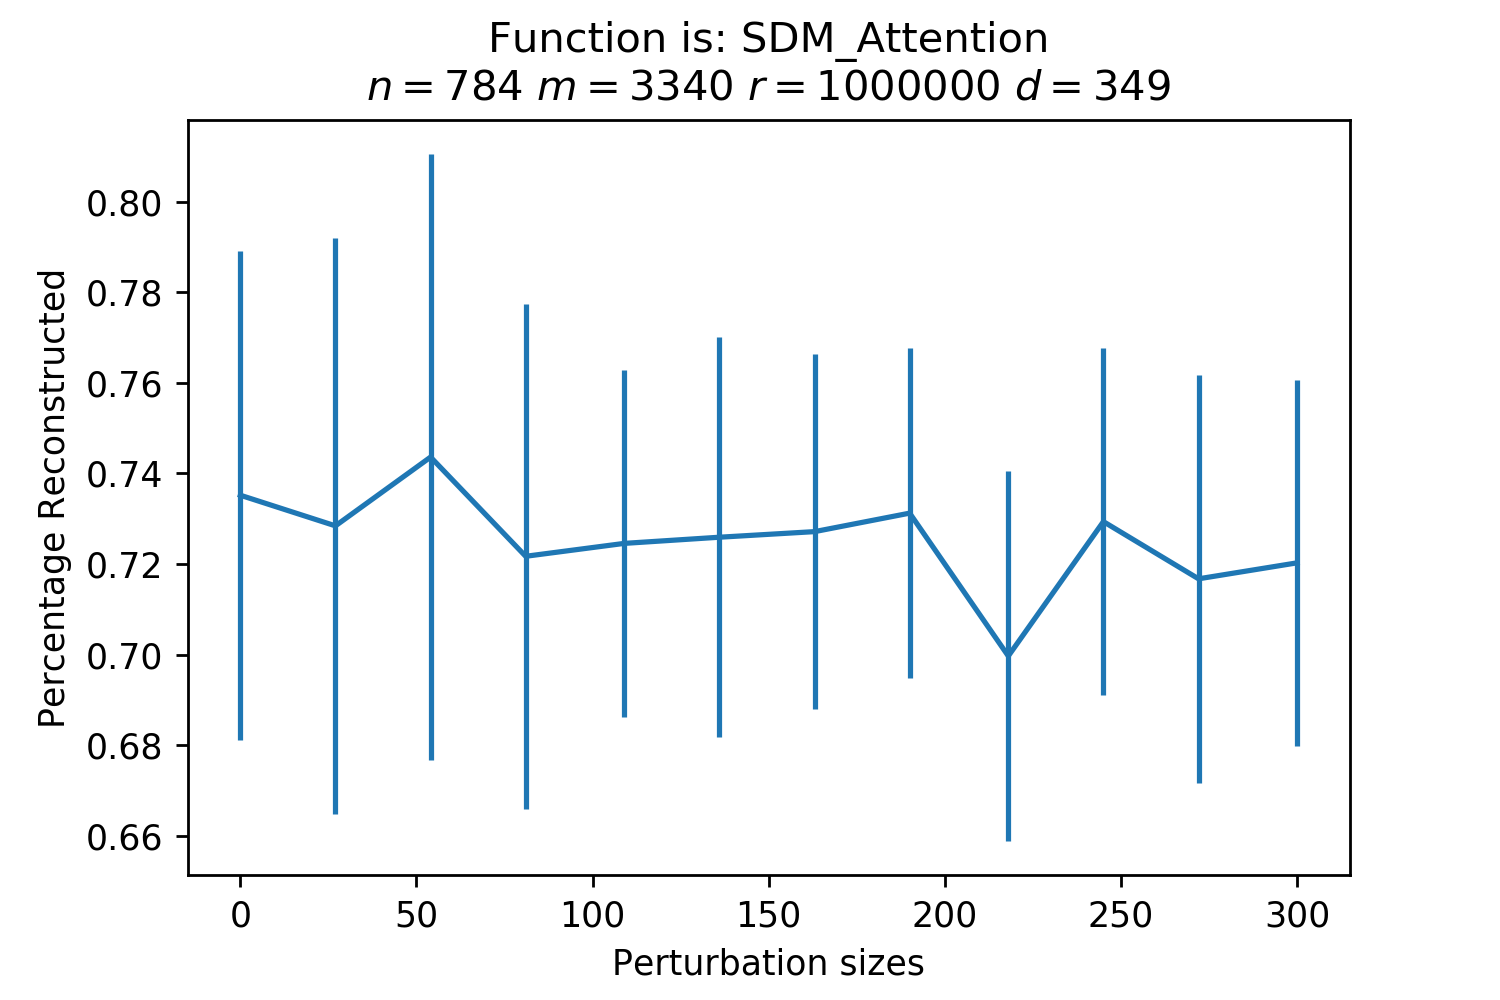 Function is: SDM_Attention
n = 784 m = 3340 r = 1000000 d = 349
Percentage Reconstructed
0.80
0.78
0.76
0.74
0.72
0.70
0.68
0.66
0 50 100 150 200 250 300
Perturbation sizes